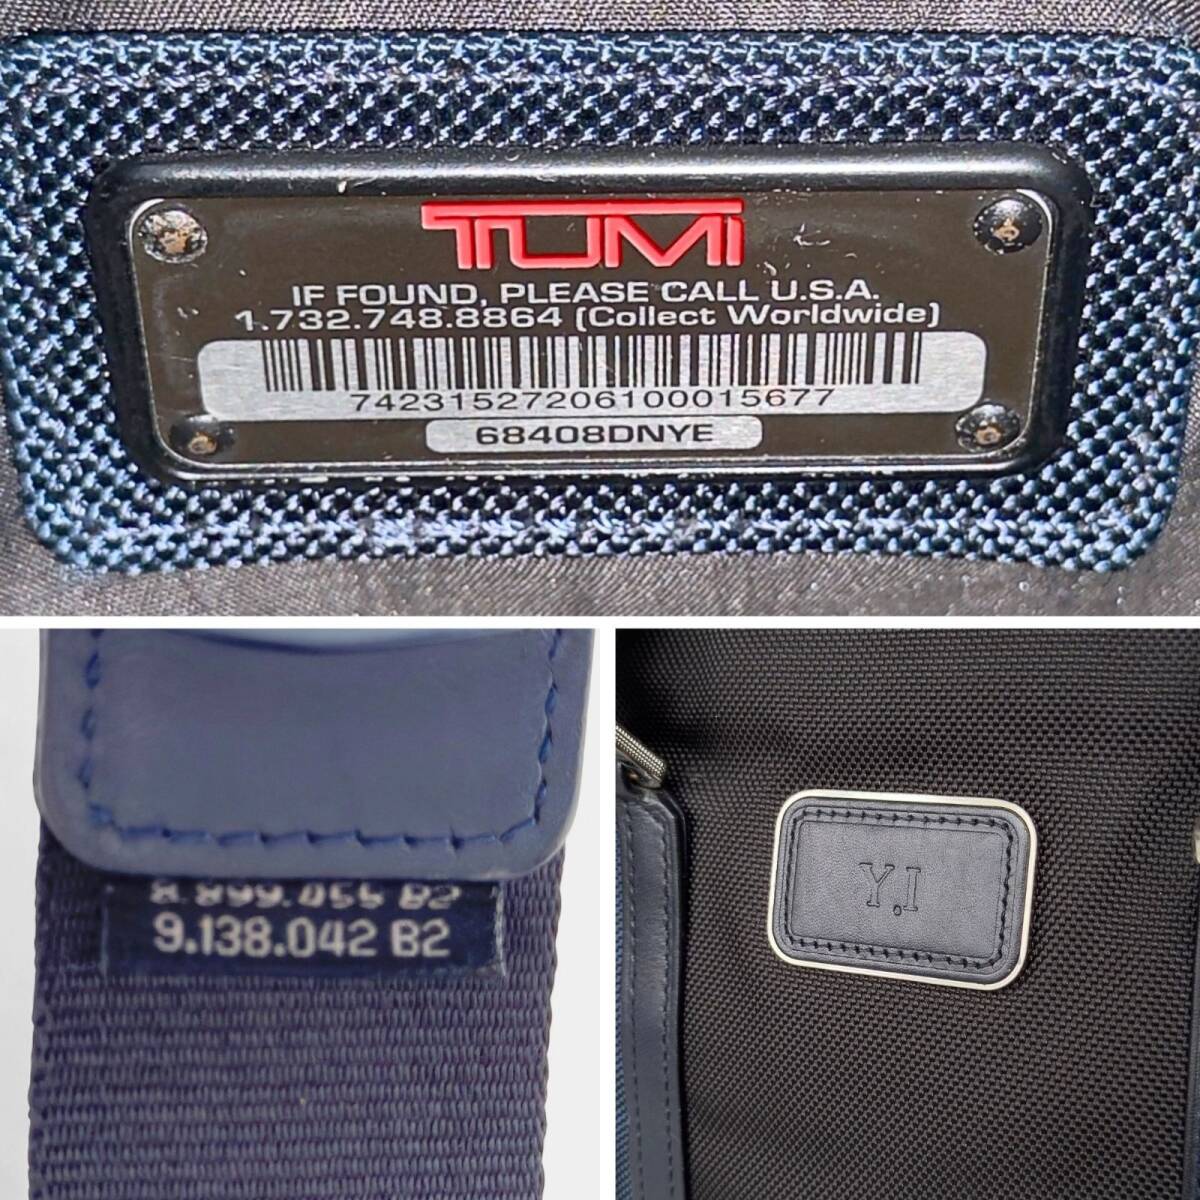 TUMI
IF FOUND, PLEASE CALL U.S.A.
1.732.748.8864 (Collect Worldwide)
74231527206100015677
68408DNYE
8.899.455 B2
9.138.042 B2
Y.I